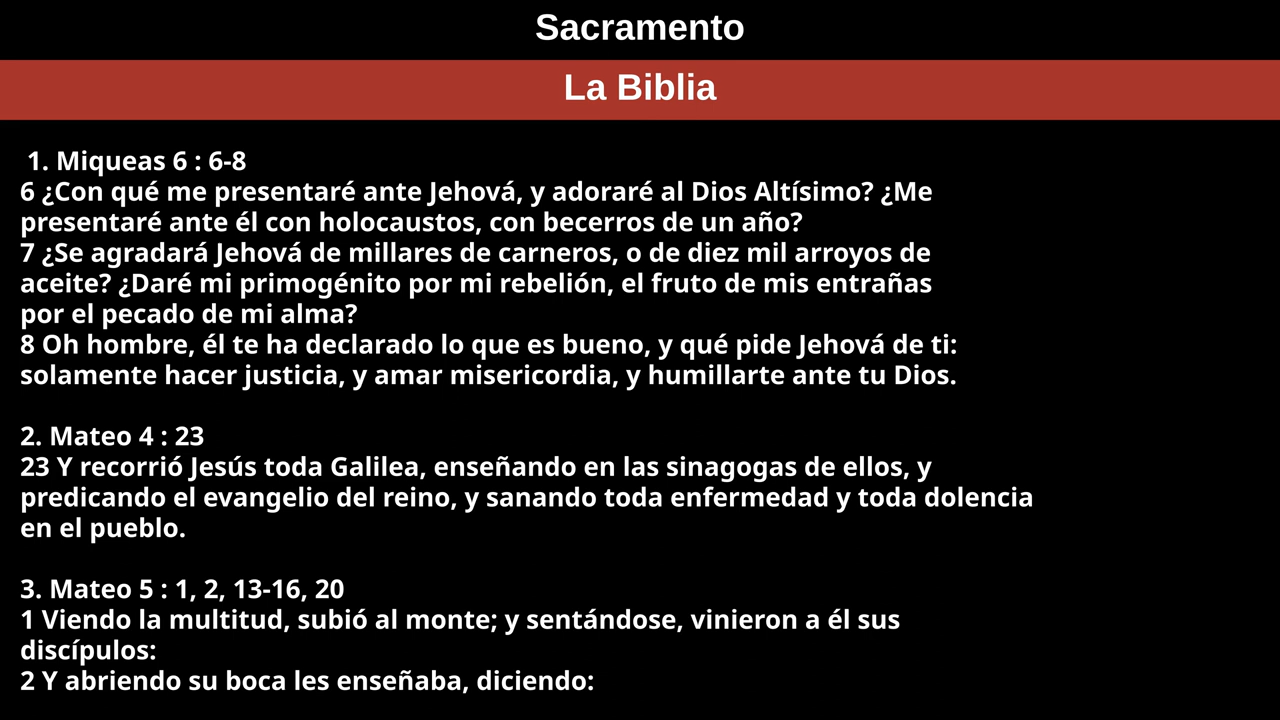 Sacramento
La Biblia
1. Miqueas 6 : 6-8
6 ¿Con qué me presentaré ante Jehová, y adoraré al Dios Altísimo? ¿Me
presentaré ante él con holocaustos, con becerros de un año?
7 ¿Se agradará Jehová de millares de carneros, o de diez mil arroyos de
aceite? ¿Daré mi primogénito por mi rebelión, el fruto de mis entrañas
por el pecado de mi alma?
8 Oh hombre, él te ha declarado lo que es bueno, y qué pide Jehová de ti:
solamente hacer justicia, y amar misericordia, y humillarte ante tu Dios.
2. Mateo 4 : 23
23 Y recorrió Jesús toda Galilea, enseñando en las sinagogas de ellos, y
predicando el evangelio del reino, y sanando toda enfermedad y toda dolencia
en el pueblo.
3. Mateo 5 : 1, 2, 13-16, 20
1 Viendo la multitud, subió al monte; y sentándose, vinieron a él sus
discípulos:
2 Y abriendo su boca les enseñaba, diciendo: